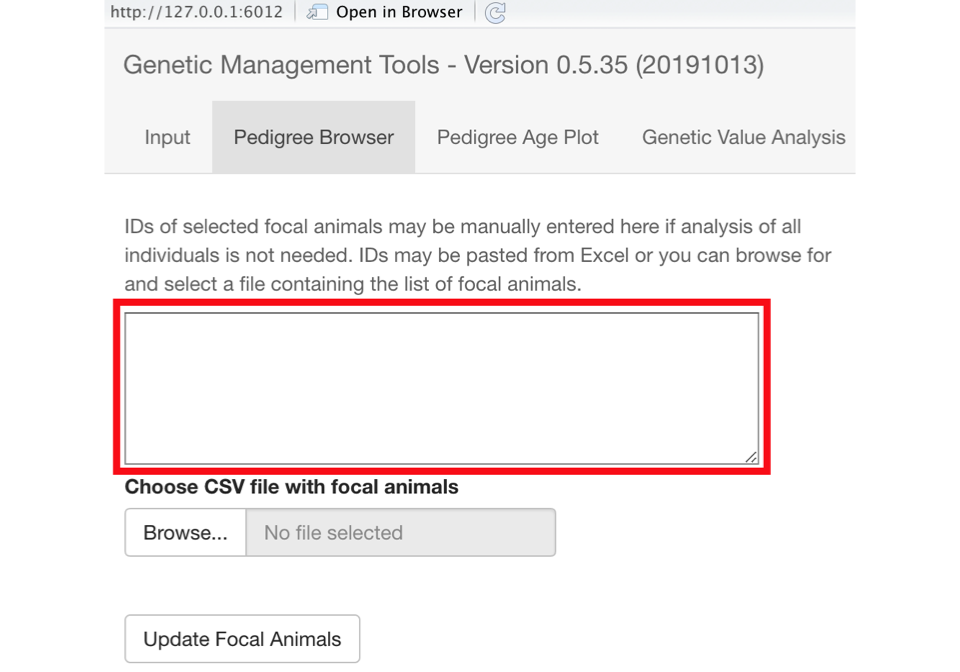 http://127.0.0.1:6012 Open in Browser
Genetic Management Tools - Version 0.5.35 (20191013)
Input Pedigree Browser Pedigree Age Plot Genetic Value Analysis
IDs of selected focal animals may be manually entered here if analysis of all
individuals is not needed. IDs may be pasted from Excel or you can browse for
and select a file containing the list of focal animals.
Choose CSV file with focal animals
Browse... No file selected
Update Focal Animals